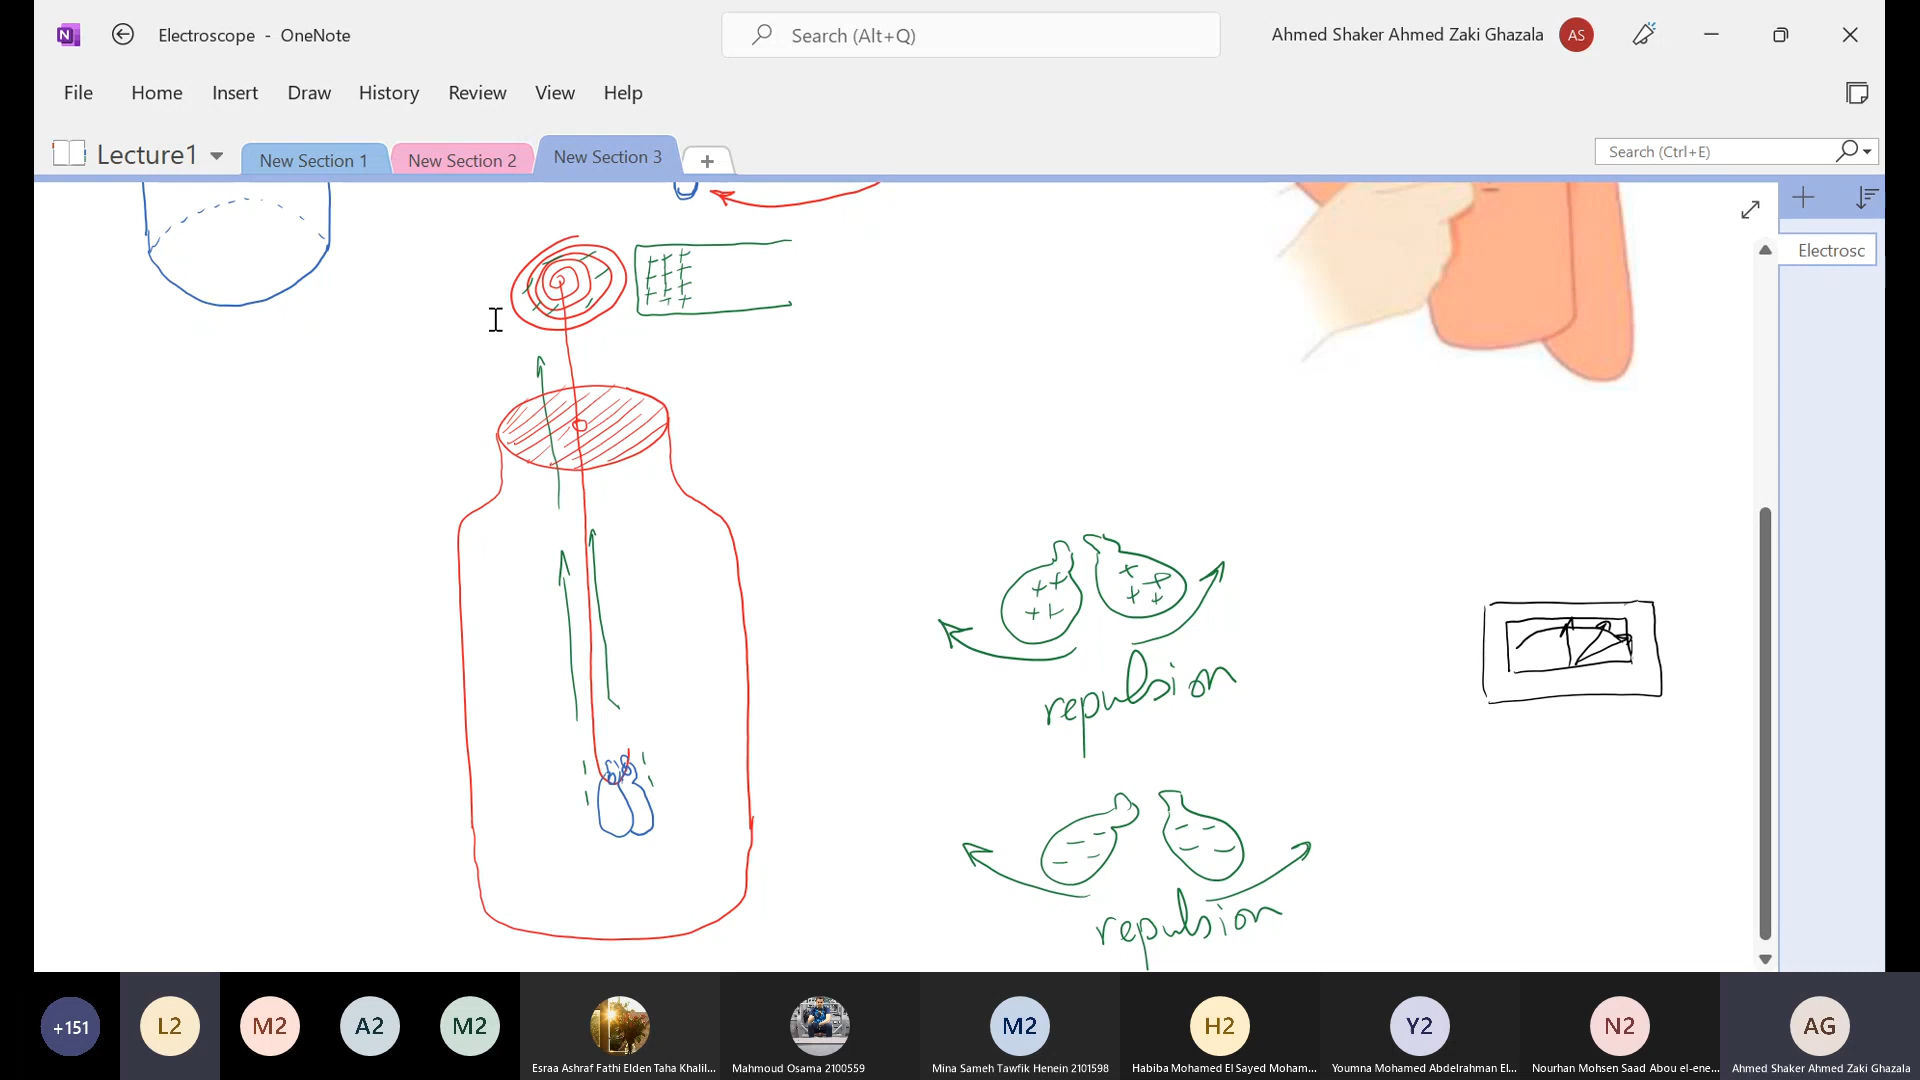 Electroscope - OneNote
Search (Alt+Q)
Ahmed Shaker Ahmed Zaki Ghazala
AS
File Home Insert Draw History Review View Help
Lecture1
New Section 1
New Section 2
New Section 3
Search (Ctrl+E)
Electrosc
repulsion
repulsion
+151
L2
M2
A2
M2
M2
H2
Y2
N2
AG
Esraa Ashraf Fathi Elden Taha Khalil...
Mahmoud Osama 2100559
Mina Sameh Tawfik Henein 2101598
Habiba Mohamed El Sayed Moham...
Youmna Mohamed Abdelrahman El...
Nourhan Mohsen Saad Abou el-ene...
Ahmed Shaker Ahmed Zaki Ghazala